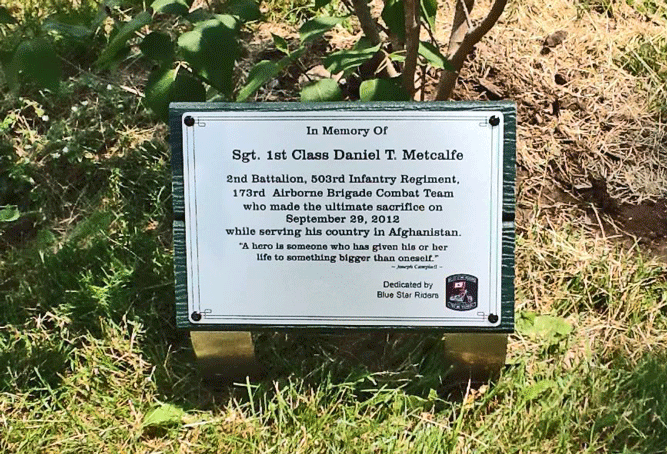 In Memory Of
Sgt. 1st Class Daniel T. Metcalfe
2nd Battalion, 503rd Infantry Regiment,
173rd Airborne Brigade Combat Team
who made the ultimate sacrifice on
September 29, 2012
while serving his country in Afghanistan.
"A hero is someone who has given his or her
life to something bigger than oneself."
~ Joseph Campbell ~
Dedicated by
Blue Star Riders